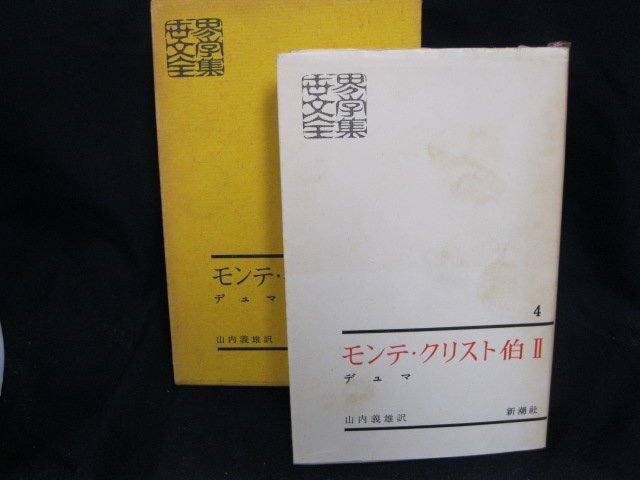 世界
文学
全集
モンテ・
デュマ
山内義雄訳
世界
文学
全集
4
モンテ・クリスト伯 II
デュマ
山内義雄訳
新潮社